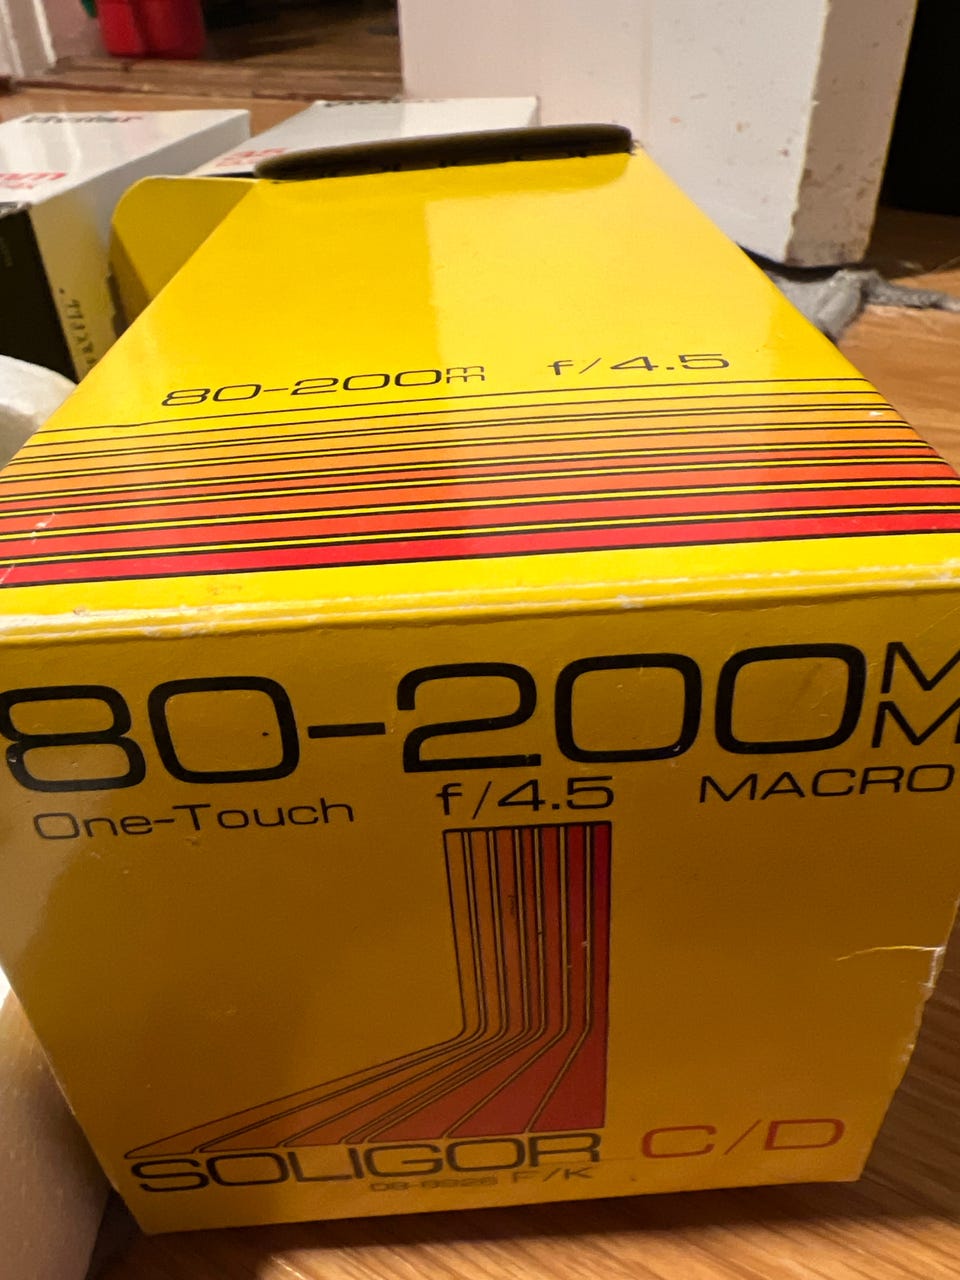 80-200mm f/4.5
80-200MM
One-Touch f/4.5 MACRO
SOLIGOR C/D
F/K